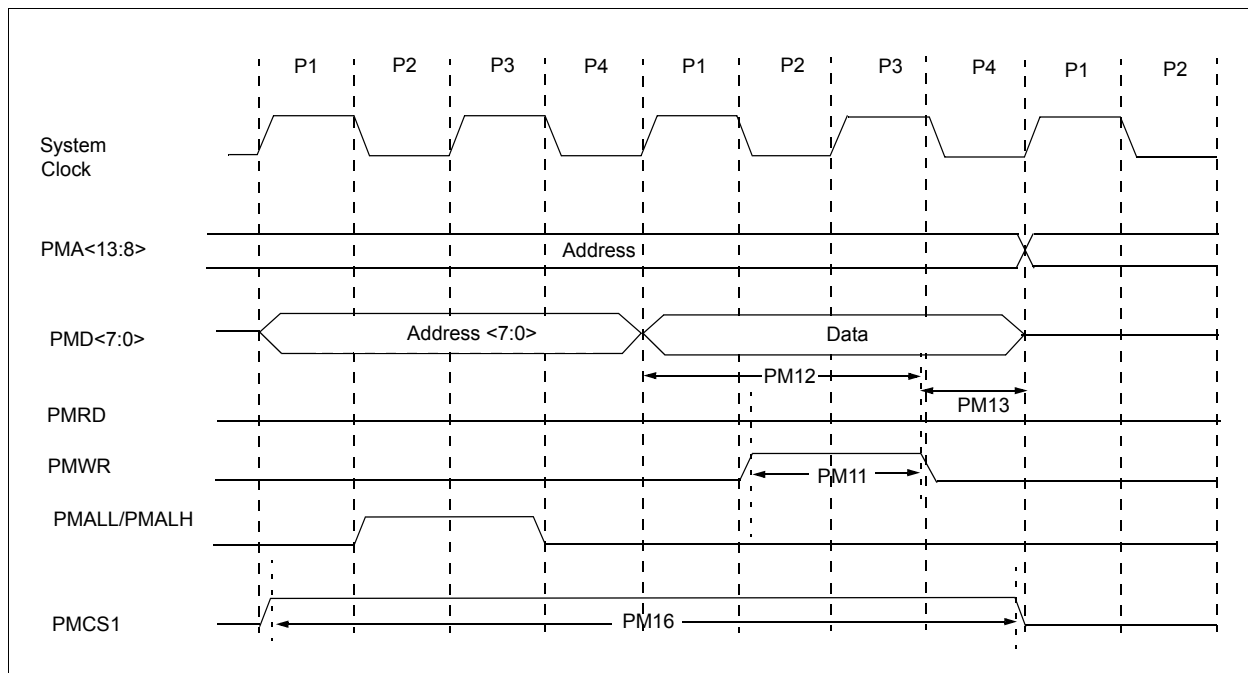 P1 P2 P3 P4 P1 P2 P3 P4 P1 P2
System
Clock
PMA<13:8>
Address
PMD<7:0>
Address <7:0>
Data
PM12
PM13
PMRD
PMWR
PM11
PMALL/PMALH
PMCS1
PM16